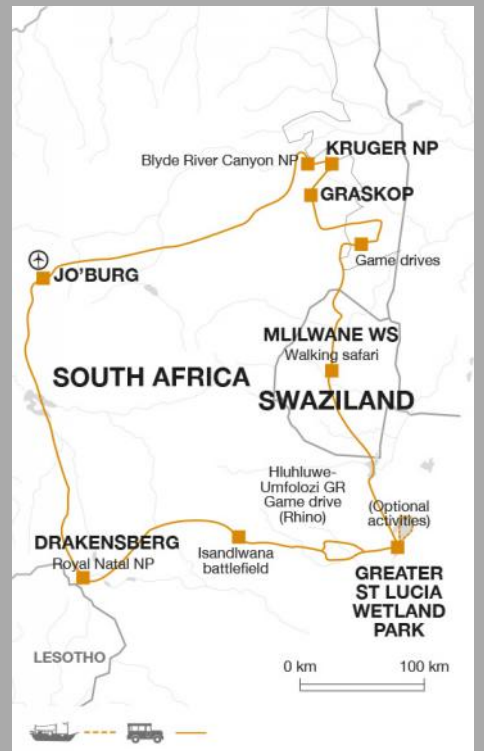 Blyde River Canyon NP
KRUGER NP
GRASKOP
Game drives
JO'BURG
MLILWANE WS
Walking safari
SOUTH AFRICA
SWAZILAND
Hluhluwe-
Umfolozi GR
Game drive
(Rhino)
(Optional
activities)
DRAKENSBERG
Royal Natal NP
Isandlwana
battlefield
GREATER
ST LUCIA
WETLAND
PARK
LESOTHO
0 km
100 km